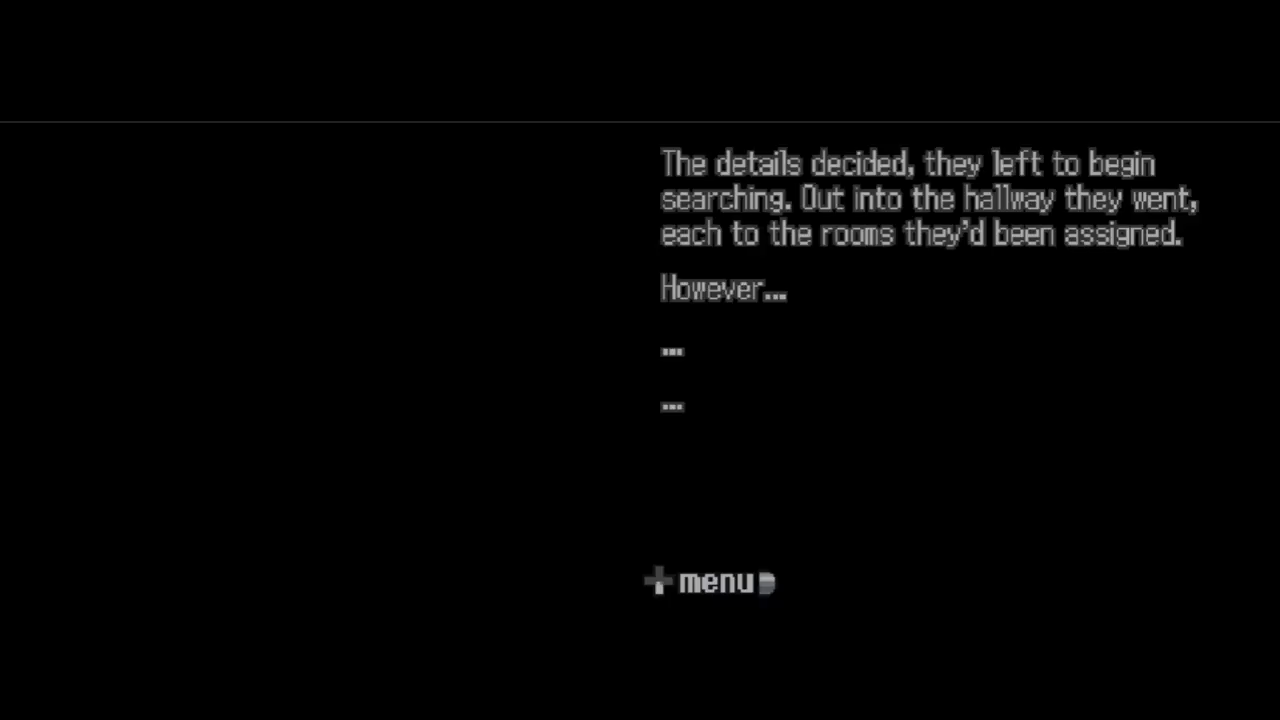 The details decided, they left to begin
searching. Out into the hallway they went,
each to the rooms they'd been assigned.
However...
...
...
menu